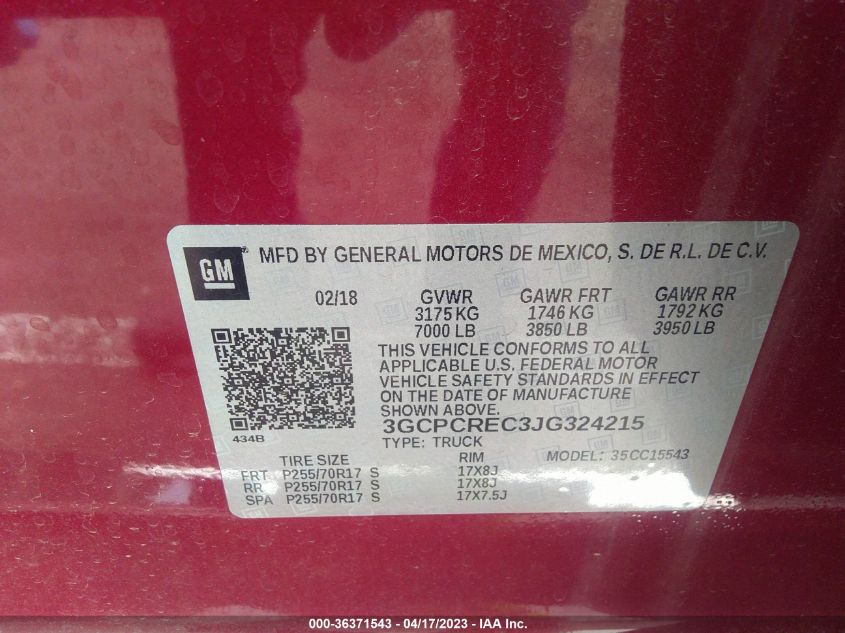 GM
MFD BY GENERAL MOTORS DE MEXICO, S. DE R.L. DE C.V.
02/18 GVWR GAWR FRT GAWR RR
3175 KG 1746 KG 1792 KG
7000 LB 3850 LB 3950 LB
THIS VEHICLE CONFORMS TO ALL
APPLICABLE U.S. FEDERAL MOTOR
VEHICLE SAFETY STANDARDS IN EFFECT
ON THE DATE OF MANUFACTURE
SHOWN ABOVE.
3GCPCREC3JG324215
434B TYPE: TRUCK
TIRE SIZE RIM MODEL: 35CC15543
FRT P255/70R17 S 17X8J
RR P255/70R17 S 17X8J
SPA P255/70R17 S 17X7.5J
000-36371543 - 04/17/2023 - IAA Inc.